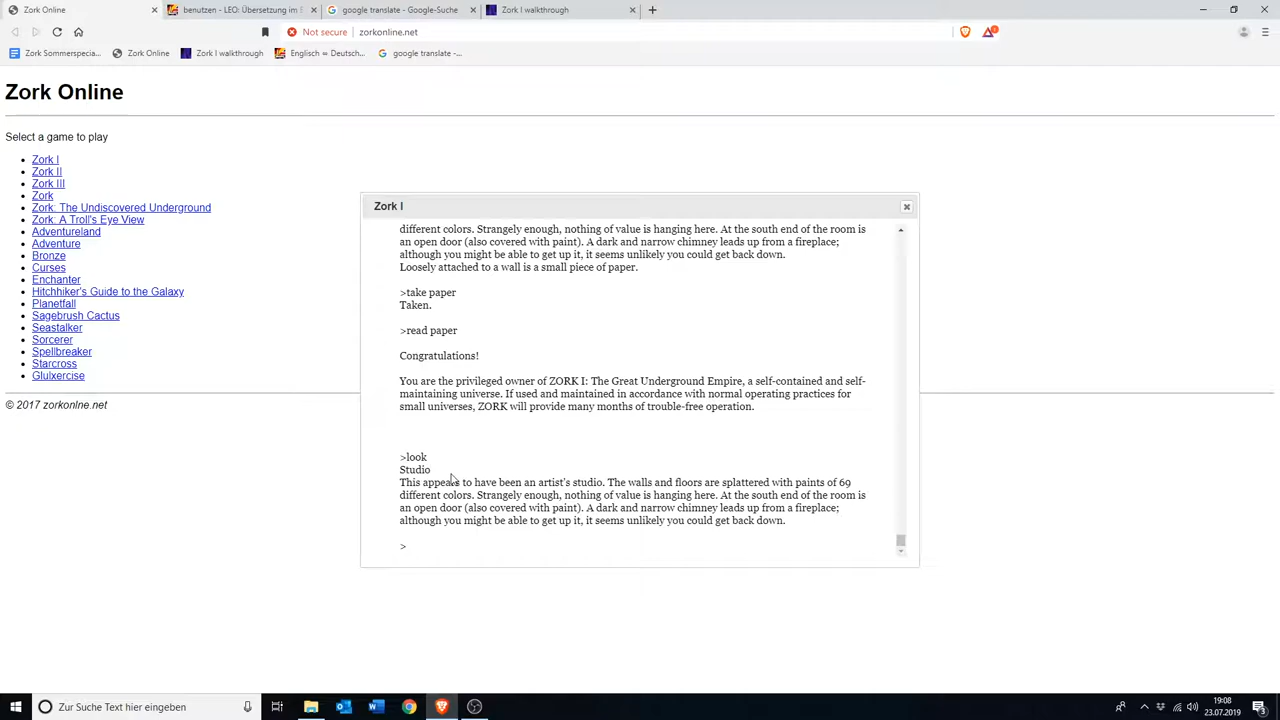 Zork Online
benutzen - LEO: Übersetzung im E
google translate - Google-Suche
Zork I walkthrough
Not secure
zorkonline.net
Zork Sommerspecia...
Zork Online
Zork I walkthrough
Englisch ⇔ Deutsch...
google translate -...
Zork Online
Select a game to play
Zork I
Zork II
Zork III
Zork
Zork: The Undiscovered Underground
Zork: A Troll's Eye View
Adventureland
Adventure
Bronze
Curses
Enchanter
Hitchhiker's Guide to the Galaxy
Planetfall
Sagebrush Cactus
Seastalker
Sorcerer
Spellbreaker
Starcross
Glulxercise
© 2017 zorkonlne.net
Zork I
different colors. Strangely enough, nothing of value is hanging here. At the south end of the room is
an open door (also covered with paint). A dark and narrow chimney leads up from a fireplace;
although you might be able to get up it, it seems unlikely you could get back down.
Loosely attached to a wall is a small piece of paper.
>take paper
Taken.
>read paper
Congratulations!
You are the privileged owner of ZORK I: The Great Underground Empire, a self-contained and self-
maintaining universe. If used and maintained in accordance with normal operating practices for
small universes, ZORK will provide many months of trouble-free operation.
>look
Studio
This appears to have been an artist's studio. The walls and floors are splattered with paints of 69
different colors. Strangely enough, nothing of value is hanging here. At the south end of the room is
an open door (also covered with paint). A dark and narrow chimney leads up from a fireplace;
although you might be able to get up it, it seems unlikely you could get back down.
>
Zur Suche Text hier eingeben
19:08
23.07.2019